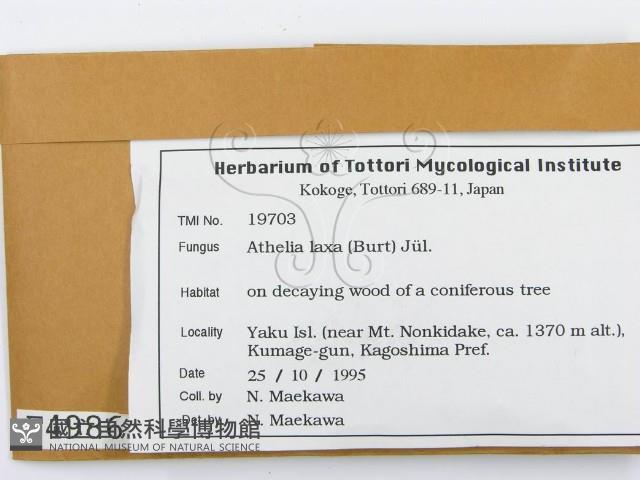 Herbarium of Tottori Mycological Institute
Kokoge, Tottori 689-11, Japan
TMI No. 19703
Fungus Athelia laxa (Burt) Jül.
Habitat on decaying wood of a coniferous tree
Locality Yaku Isl. (near Mt. Nonkidake, ca. 1370 m alt.),
Kumage-gun, Kagoshima Pref.
Date 25 / 10 / 1995
Coll. by N. Maekawa
Det. by N. Maekawa
國立自然科學博物館
NATIONAL MUSEUM OF NATURAL SCIENCE